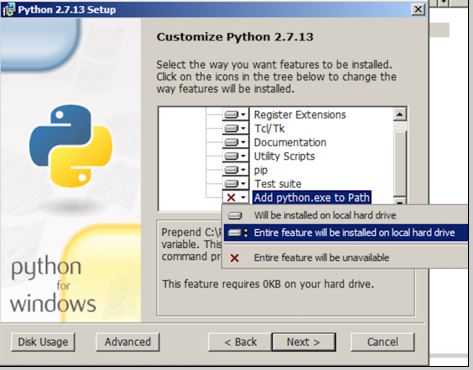 Python 2.7.13 Setup
Customize Python 2.7.13
Select the way you want features to be installed.
Click on the icons in the tree below to change the
way features will be installed.
Register Extensions
Tcl/Tk
Documentation
Utility Scripts
pip
Test suite
Add python.exe to Path
Will be installed on local hard drive
Entire feature will be installed on local hard drive
Entire feature will be unavailable
Prepend C:\
variable. This
command
This feature requires 0KB on your hard drive.
python
for
windows
Disk Usage
Advanced
< Back
Next >
Cancel